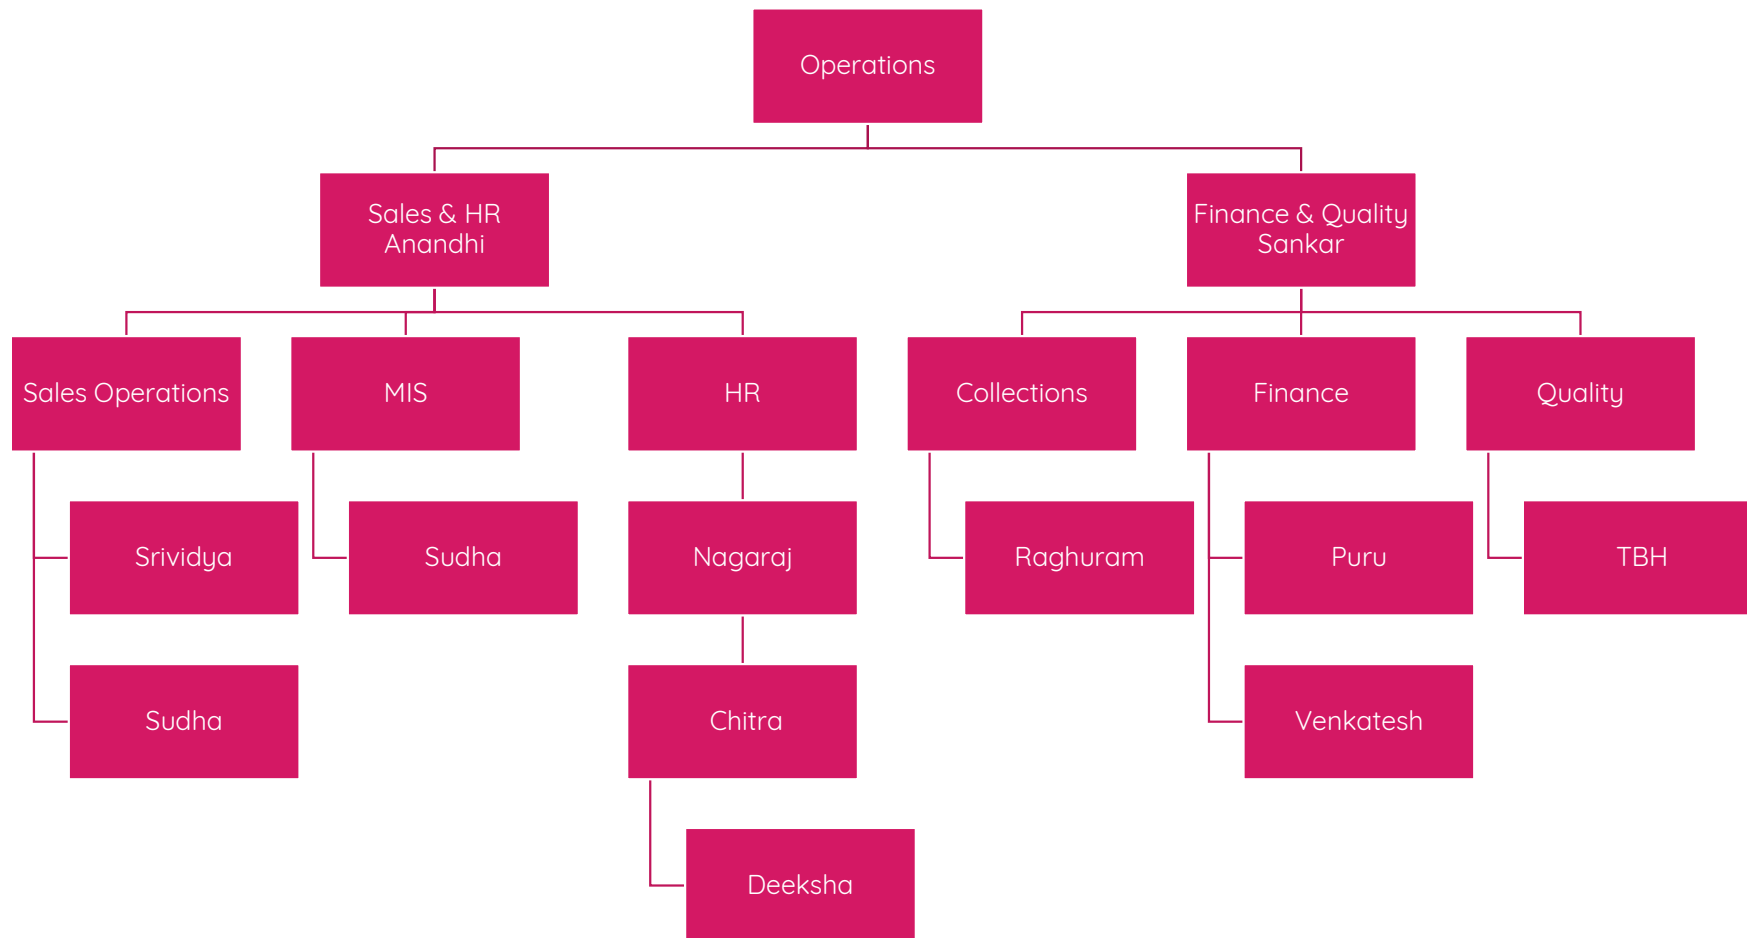 Operations
Sales & HR
Anandhi
Finance & Quality
Sankar
Sales Operations
MIS
HR
Collections
Finance
Quality
Srividya
Sudha
Nagaraj
Raghuram
Puru
TBH
Sudha
Chitra
Venkatesh
Deeksha